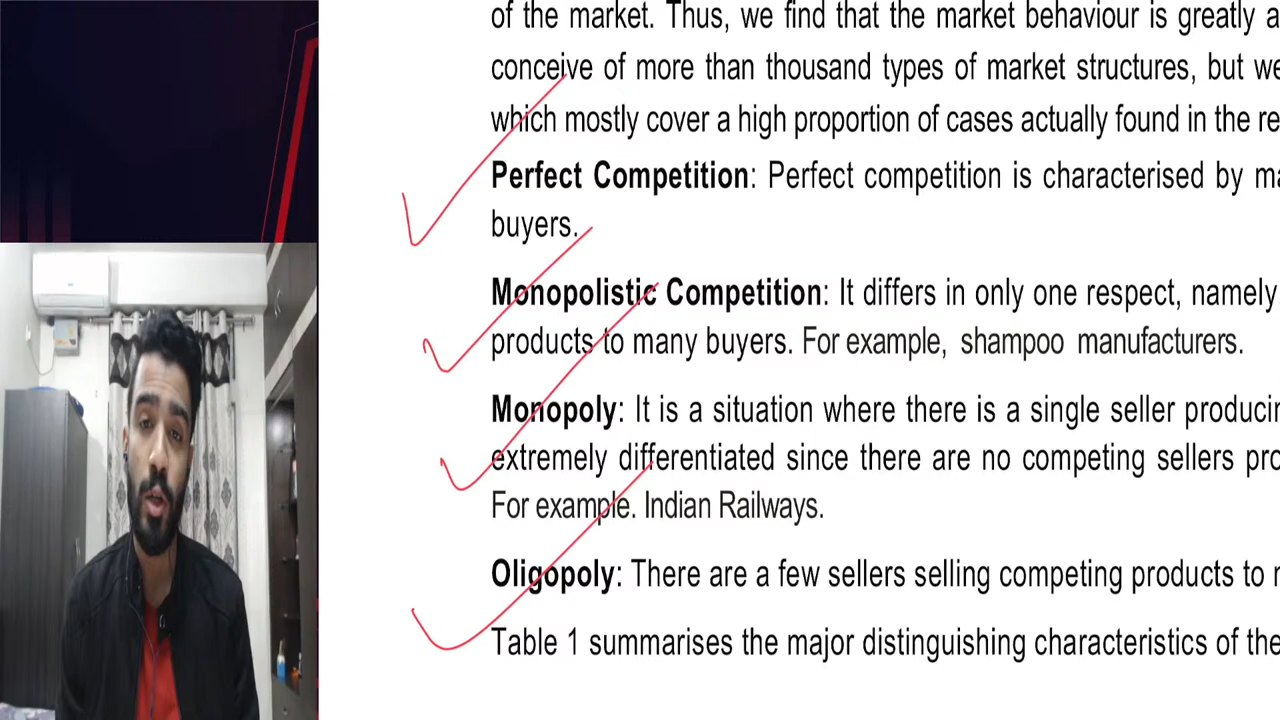 of the market. Thus, we find that the market behaviour is greatly a
conceive of more than thousand types of market structures, but we
which mostly cover a high proportion of cases actually found in the re
Perfect Competition: Perfect competition is characterised by ma
buyers.
Monopolistic Competition: It differs in only one respect, namely
products to many buyers. For example, shampoo manufacturers.
Monopoly: It is a situation where there is a single seller producin
extremely differentiated since there are no competing sellers pro
For example. Indian Railways.
Oligopoly: There are a few sellers selling competing products to
Table 1 summarises the major distinguishing characteristics of the